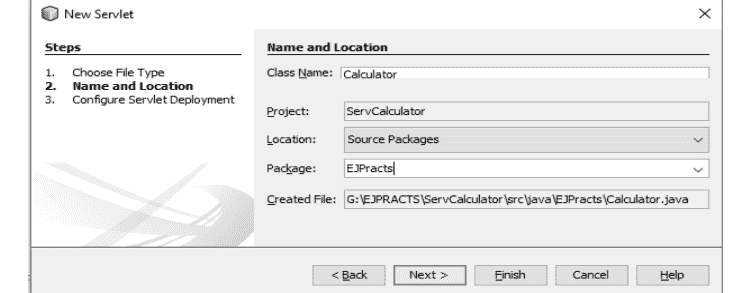 New Servlet
Steps
1. Choose File Type
2. Name and Location
3. Configure Servlet Deployment
Name and Location
Class Name: Calculator
Project: ServCalculator
Location: Source Packages
Package: EJPracts
Created File: G:\EJPRACTS\ServCalculator\src\java\EJPracts\Calculator.java
< Back Next > Finish Cancel Help